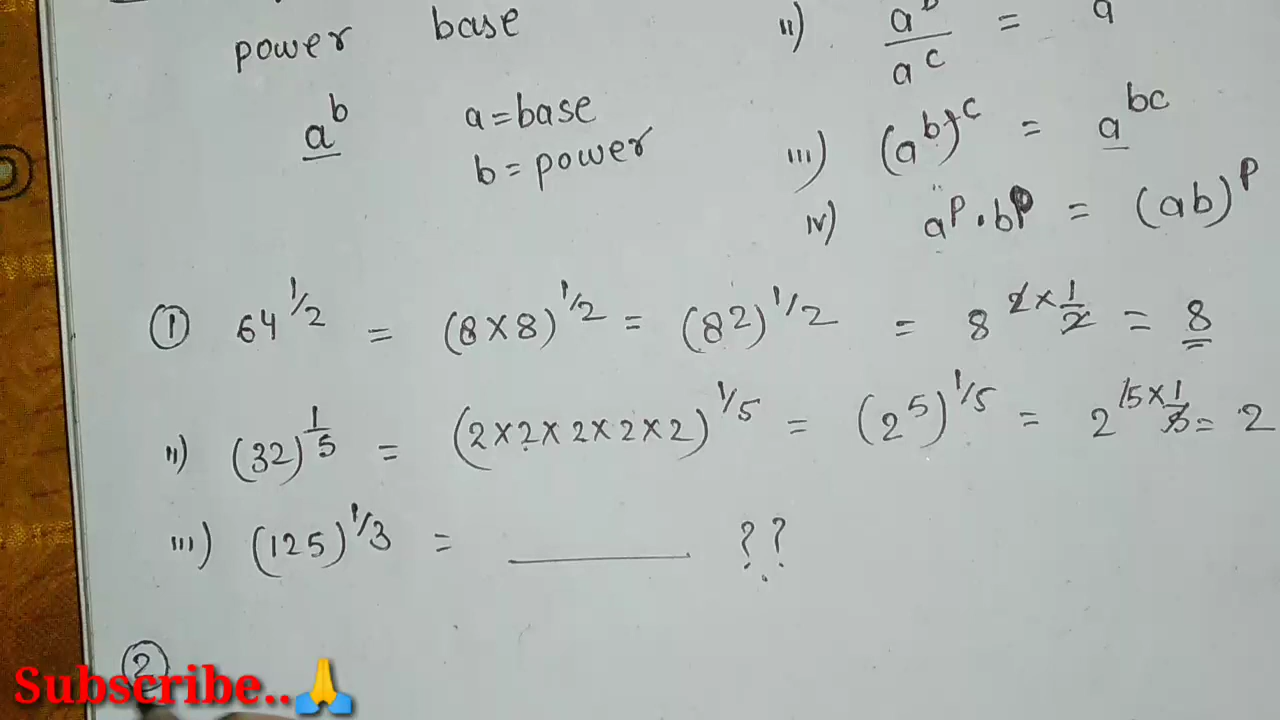 power base
ii) a^b / a^c = a
a^b a = base
b = power
iii) (a^b)^c = a^bc
iv) a^p . b^p = (ab)^p
① 64^1/2 = (8 × 8)^1/2 = (8^2)^1/2 = 8^2×1/2 = 8
ii) (32)^1/5 = (2 × 2 × 2 × 2 × 2)^1/5 = (2^5)^1/5 = 2^5×1/5 = 2
iii) (125)^1/3 = ______ ??
②
Subscribe..🙏